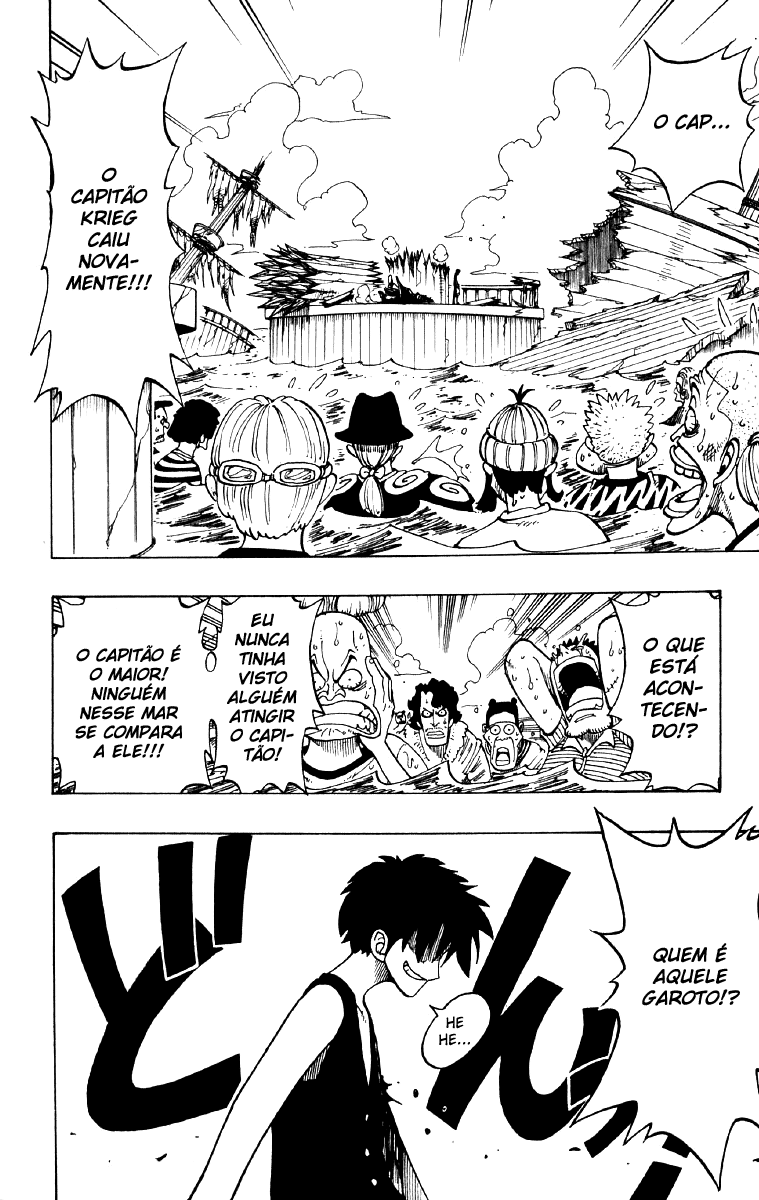 O CAP...
O
CAPITÃO
KRIEG
CAIU
NOVA-
MENTE!!!
O QUE
ESTÁ
ACON-
TECEN-
DO!?
EU
NUNCA
TINHA
VISTO
ALGUÉM
ATINGIR
O CAPI-
TÃO!
O CAPITÃO É
O MAIOR!
NINGUÉM
NESSE MAR
SE COMPARA
A ELE!!!
QUEM É
AQUELE
GAROTO!?
HE
HE...
ドん!!